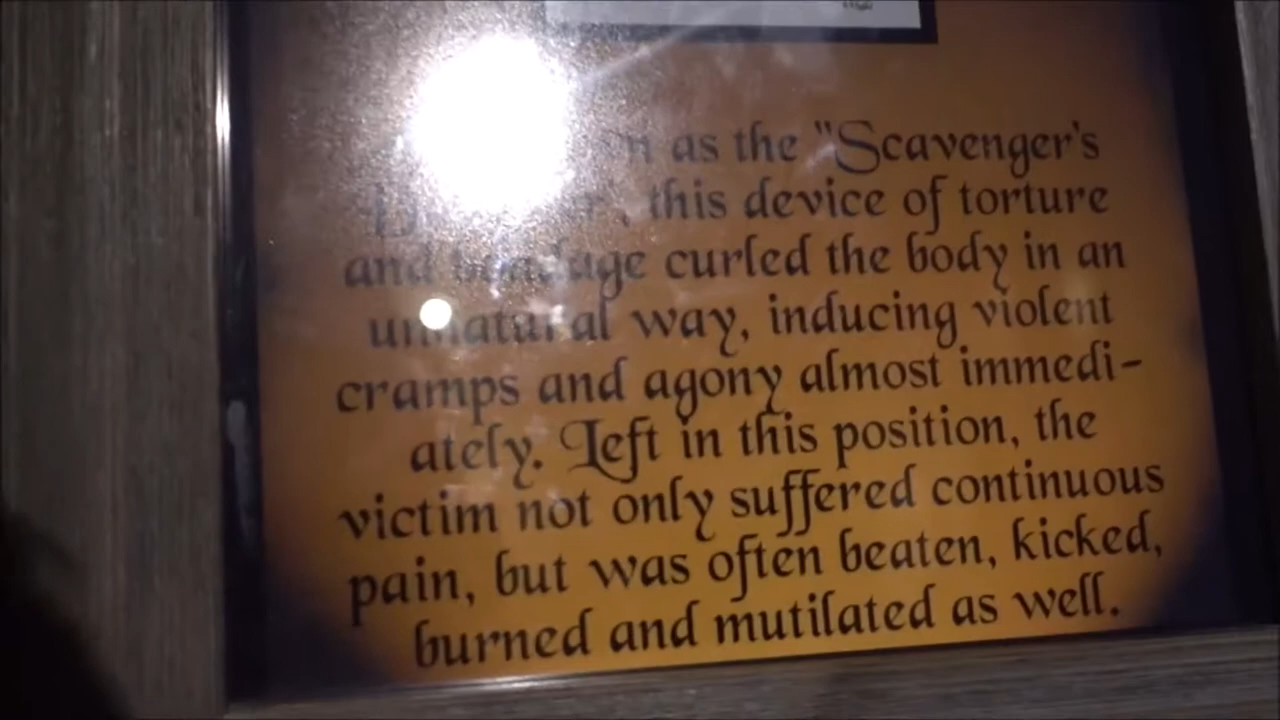 as the "Scavenger's
this device of torture
and bondage curled the body in an
unnatural way, inducing violent
cramps and agony almost immedi-
ately. Left in this position, the
victim not only suffered continuous
pain, but was often beaten, kicked,
burned and mutilated as well.